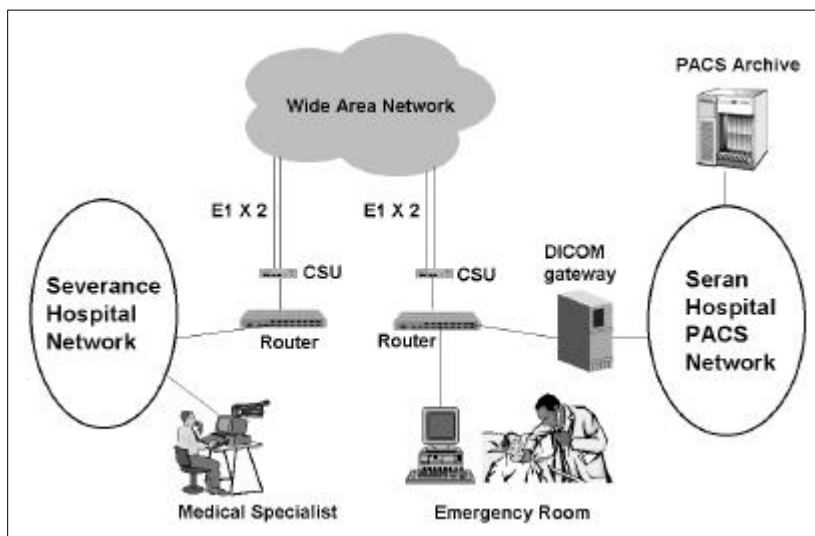 PACS Archive
Wide Area Network
E1 X 2
E1 X 2
CSU
CSU
DICOM
gateway
Severance
Hospital
Network
Seran
Hospital
PACS
Network
Router
Router
Medical Specialist
Emergency Room